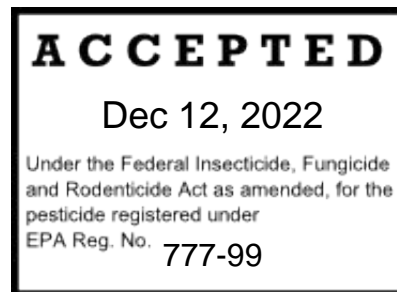 ACCEPTED
Dec 12, 2022
Under the Federal Insecticide, Fungicide
and Rodenticide Act as amended, for the
pesticide registered under
EPA Reg. No. 777-99